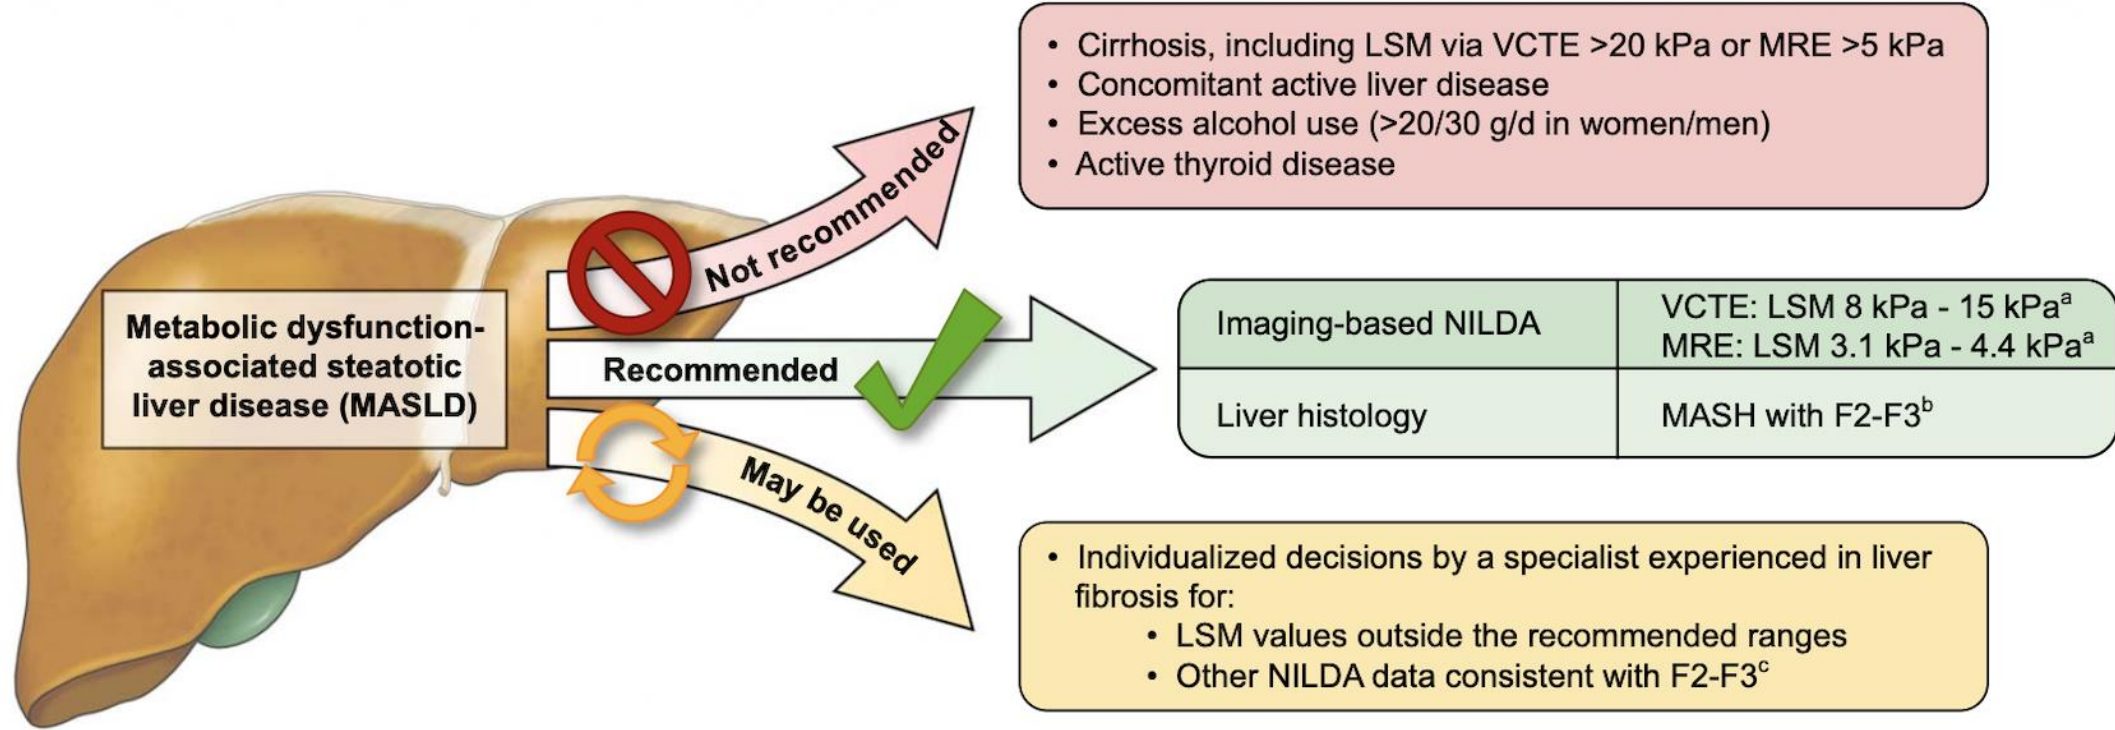 Metabolic dysfunction-
associated steatotic
liver disease (MASLD)
Not recommended
• Cirrhosis, including LSM via VCTE >20 kPa or MRE >5 kPa
• Concomitant active liver disease
• Excess alcohol use (>20/30 g/d in women/men)
• Active thyroid disease
Recommended
Imaging-based NILDA
VCTE: LSM 8 kPa - 15 kPaᵃ
MRE: LSM 3.1 kPa - 4.4 kPaᵃ
Liver histology
MASH with F2-F3ᵇ
May be used
• Individualized decisions by a specialist experienced in liver
fibrosis for:
• LSM values outside the recommended ranges
• Other NILDA data consistent with F2-F3ᶜ